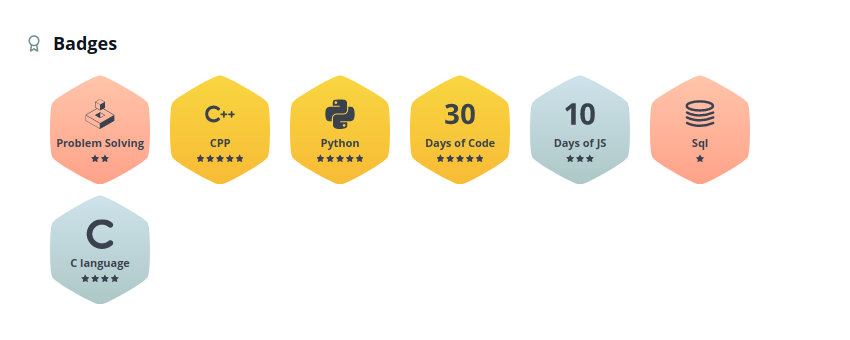 Badges
Problem Solving
C++
CPP
Python
30
Days of Code
10
Days of JS
Sql
C
C language